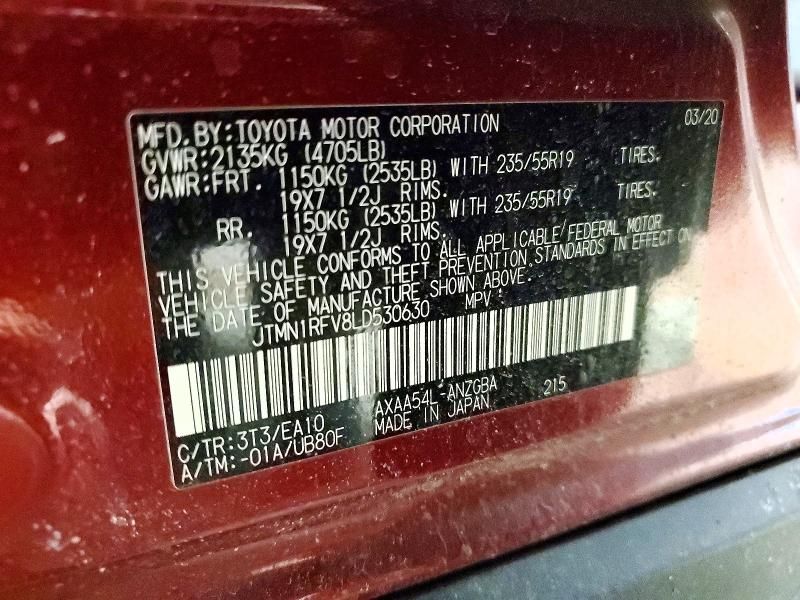 MFD.BY:TOYOTA MOTOR CORPORATION 03/20
GVWR:2135KG (4705LB)
GAWR:FRT. 1150KG (2535LB) WITH 235/55R19 TIRES.
19X7 1/2J RIMS.
RR. 1150KG (2535LB) WITH 235/55R19 TIRES.
19X7 1/2J RIMS.
THIS VEHICLE CONFORMS TO ALL APPLICABLE/FEDERAL MOTOR
VEHICLE SAFETY AND THEFT PREVENTION STANDARDS IN EFFECT ON
THE DATE OF MANUFACTURE SHOWN ABOVE.
JTMN1RFV8LD530630 MPV
C/TR:3T3/EA10 AXAA54L-ANZGBA 215
A/TM:-01A/UB80F MADE IN JAPAN